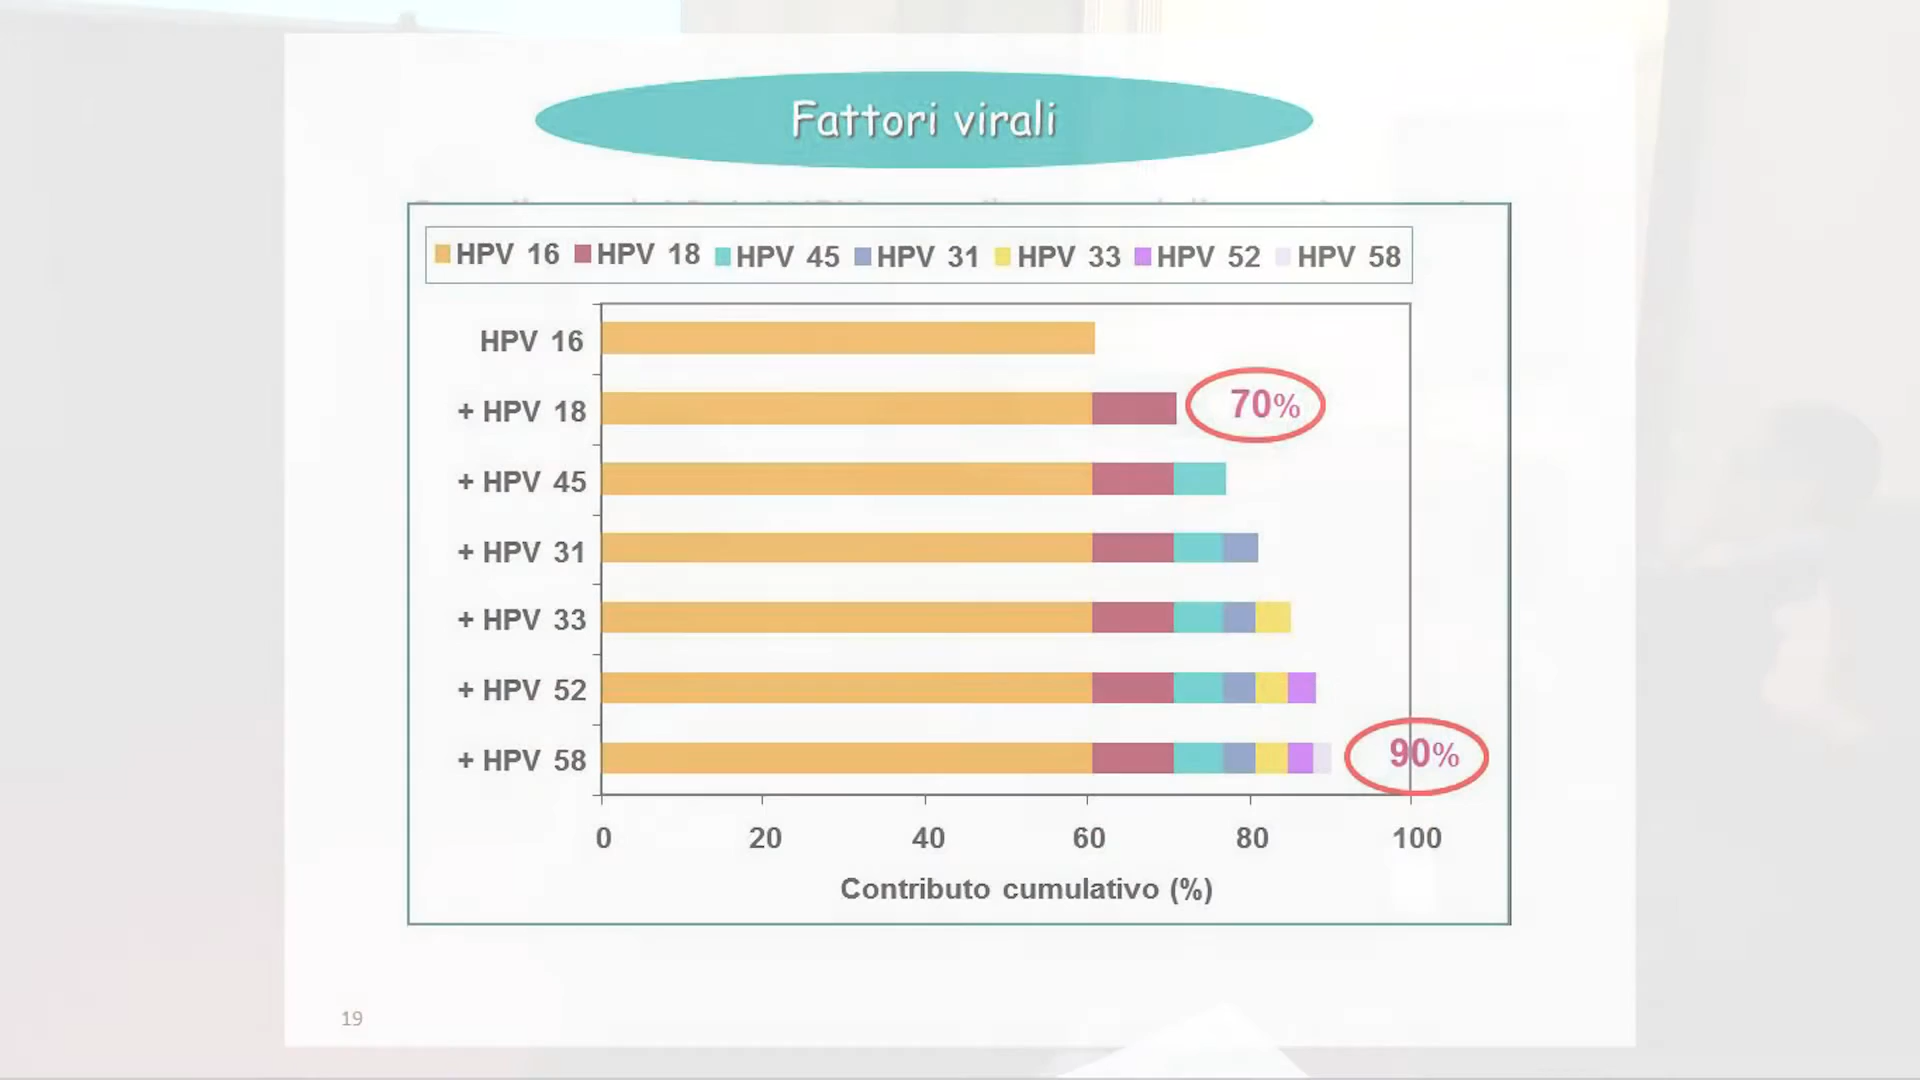 Fattori virali
HPV 16 HPV 18 HPV 45 HPV 31 HPV 33 HPV 52 HPV 58
HPV 16
+ HPV 18 70%
+ HPV 45
+ HPV 31
+ HPV 33
+ HPV 52
+ HPV 58 90%
0 20 40 60 80 100
Contributo cumulativo (%)
19